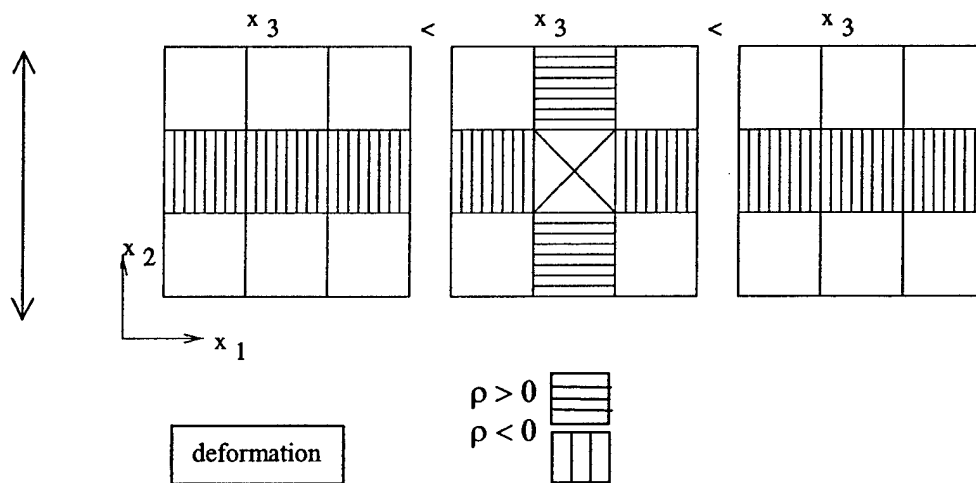 x 3 < x 3 < x 3
x 2
x 1
ρ > 0
ρ < 0
deformation